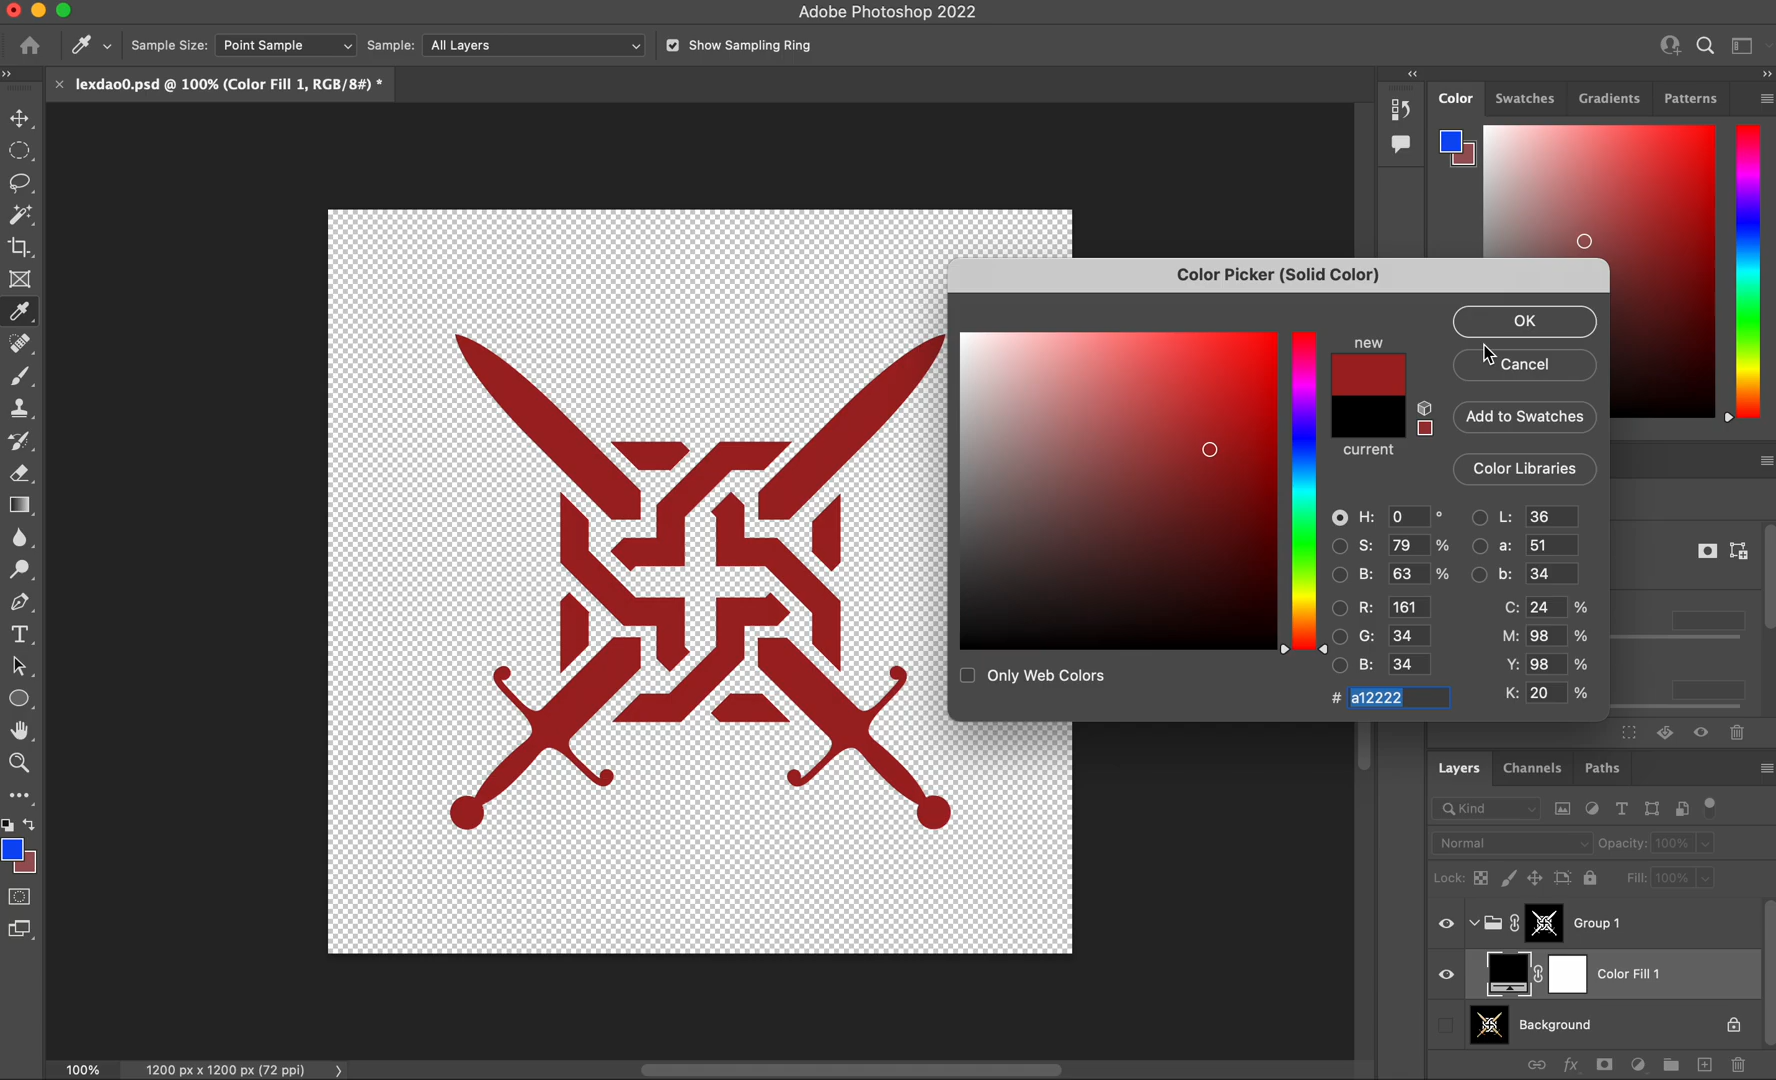 Adobe Photoshop 2022
Sample Size: Point Sample Sample: All Layers Show Sampling Ring
lexdao0.psd @ 100% (Color Fill 1, RGB/8#) *
Color Swatches Gradients Patterns
Color Picker (Solid Color)
new
current
OK
Cancel
Add to Swatches
Color Libraries
H: 0 ° L: 36
S: 79 % a: 51
B: 63 % b: 34
R: 161 C: 24 %
G: 34 M: 98 %
B: 34 Y: 98 %
# a12222 K: 20 %
Only Web Colors
Layers Channels Paths
Kind
Normal Opacity: 100%
Lock: Fill: 100%
Group 1
Color Fill 1
Background
100% 1200 px x 1200 px (72 ppi)